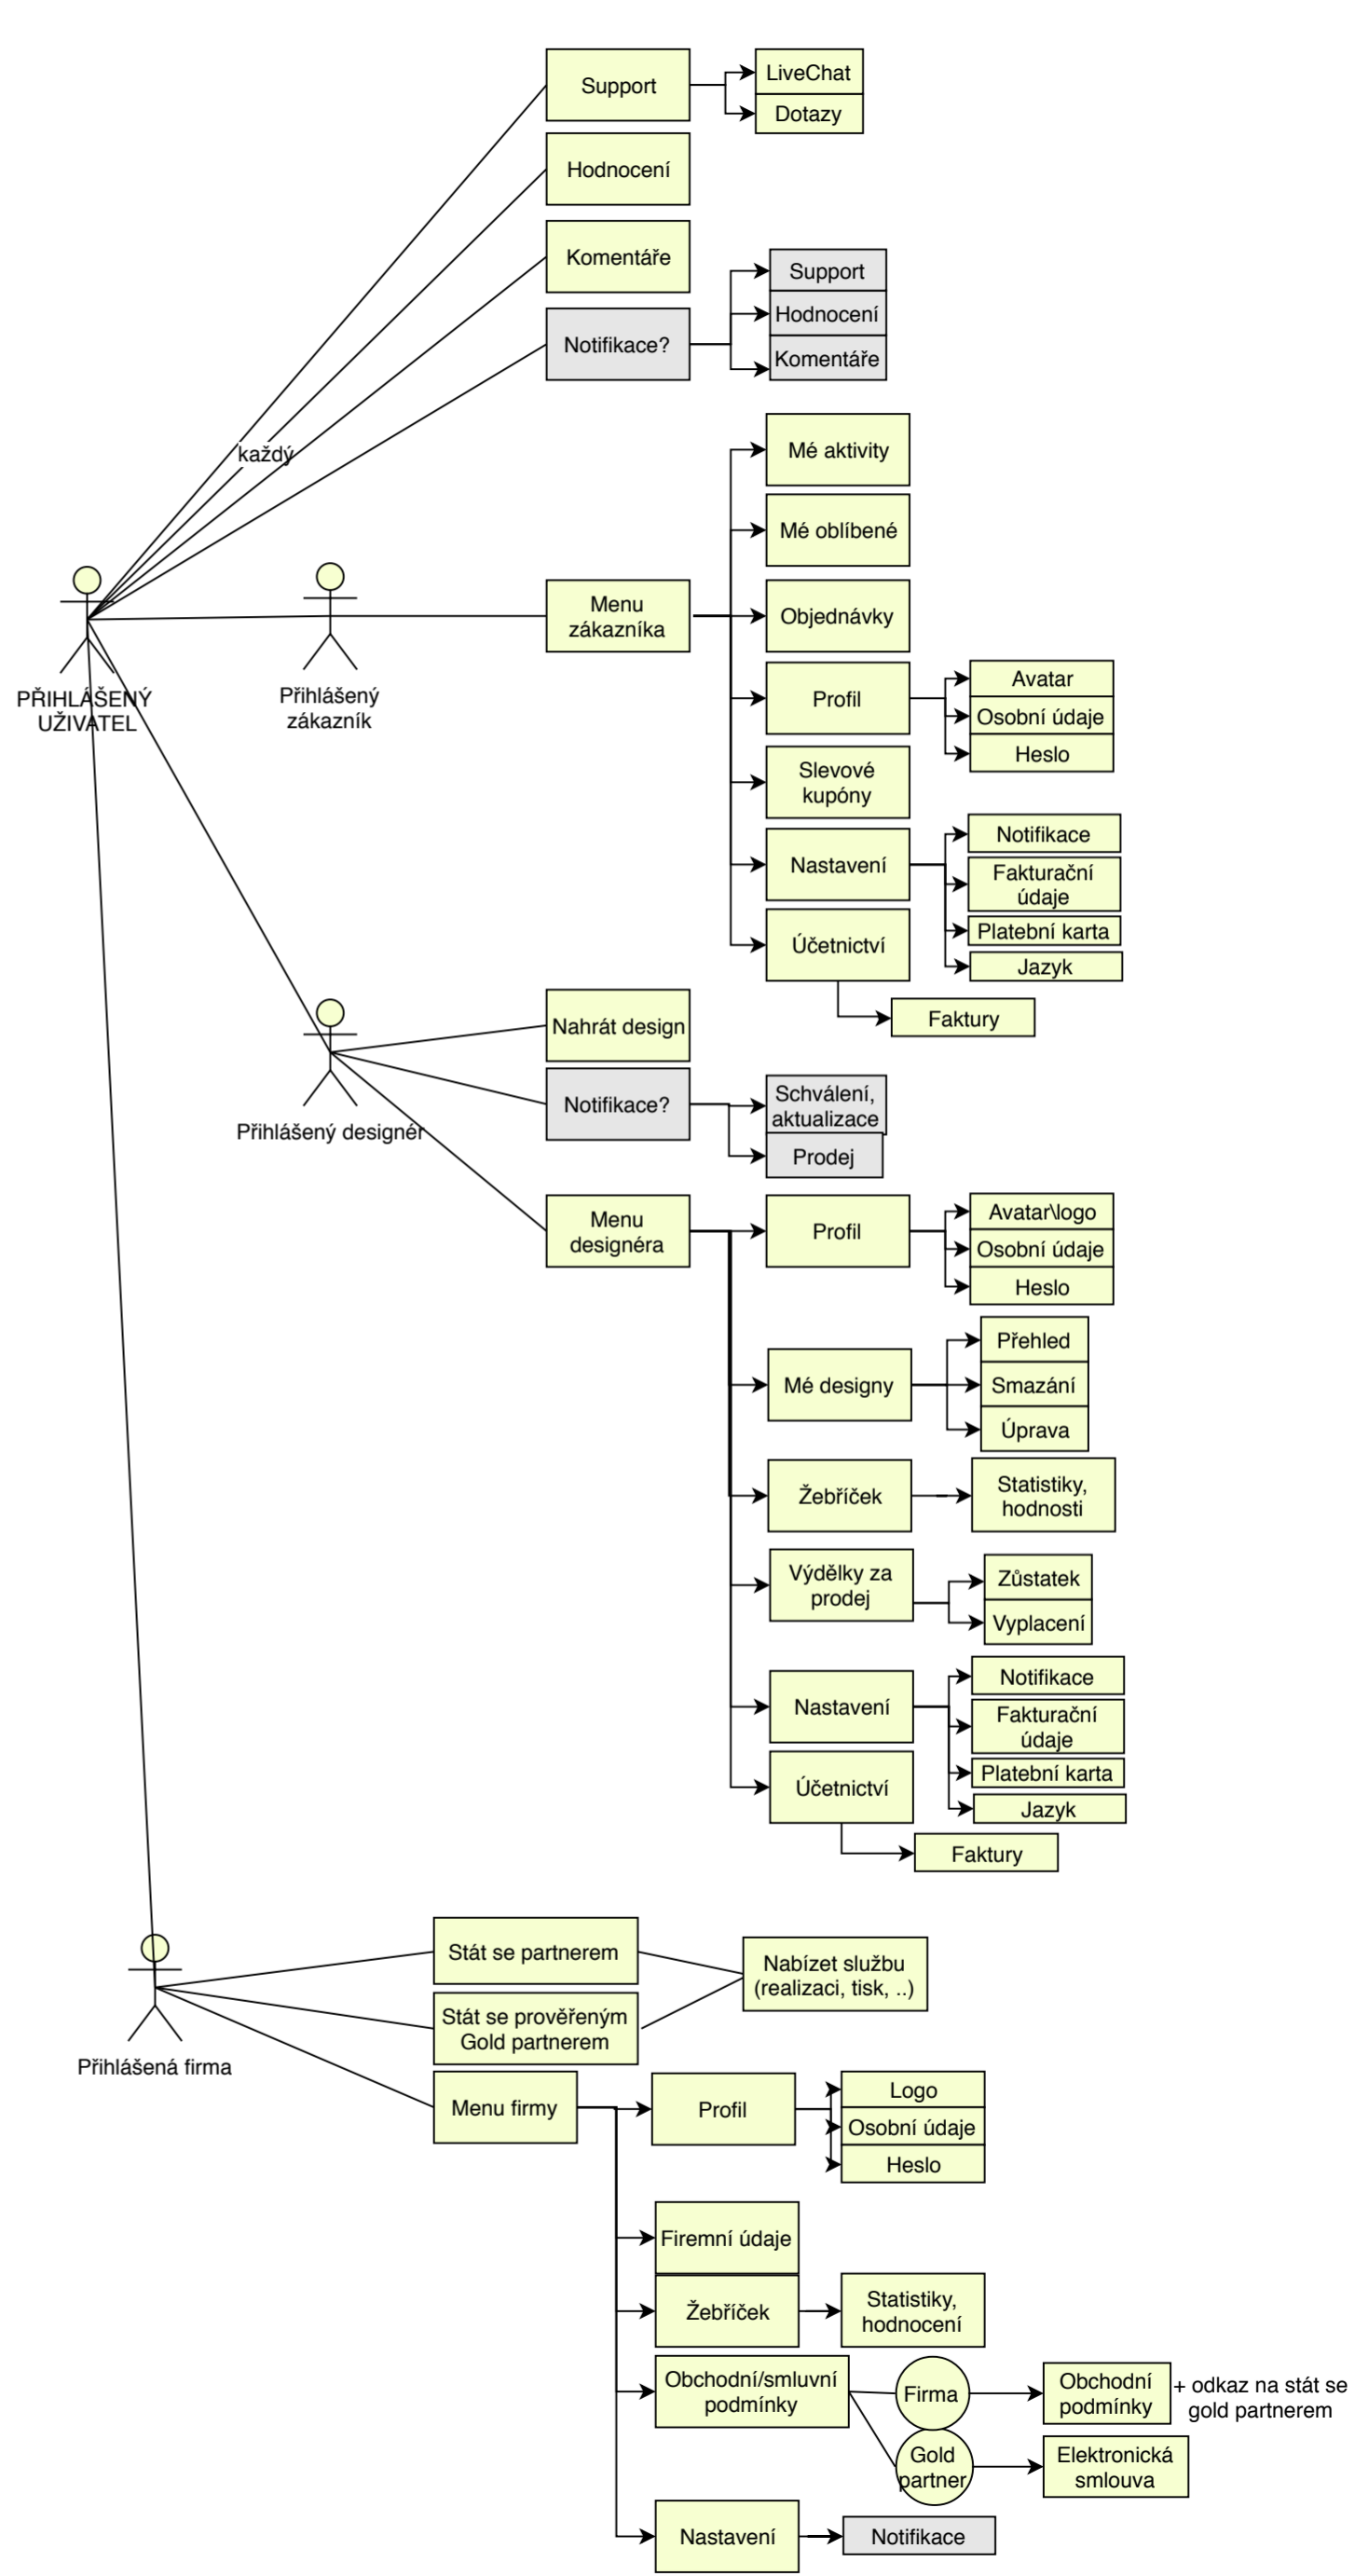 Support
LiveChat
Dotazy
Hodnocení
Komentáře
Notifikace?
Support
Hodnocení
Komentáře
každý
PŘIHLÁŠENÝ
UŽIVATEL
Přihlášený
zákazník
Menu
zákazníka
Mé aktivity
Mé oblíbené
Objednávky
Profil
Avatar
Osobní údaje
Heslo
Slevové
kupóny
Nastavení
Notifikace
Fakturační
údaje
Platební karta
Jazyk
Účetnictví
Faktury
Přihlášený designér
Nahrát design
Notifikace?
Schválení,
aktualizace
Prodej
Menu
designéra
Profil
Avatar\logo
Osobní údaje
Heslo
Mé designy
Přehled
Smazání
Úprava
Žebříček
Statistiky,
hodnosti
Výdělky za
prodej
Zůstatek
Vyplacení
Nastavení
Notifikace
Fakturační
údaje
Platební karta
Jazyk
Účetnictví
Faktury
Přihlášená firma
Stát se partnerem
Stát se prověřeným
Gold partnerem
Nabízet službu
(realizaci, tisk, ..)
Menu firmy
Profil
Logo
Osobní údaje
Heslo
Firemní údaje
Žebříček
Statistiky,
hodnocení
Obchodní/smluvní
podmínky
Firma
Obchodní
podmínky
+ odkaz na stát se
gold partnerem
Gold
partner
Elektronická
smlouva
Nastavení
Notifikace